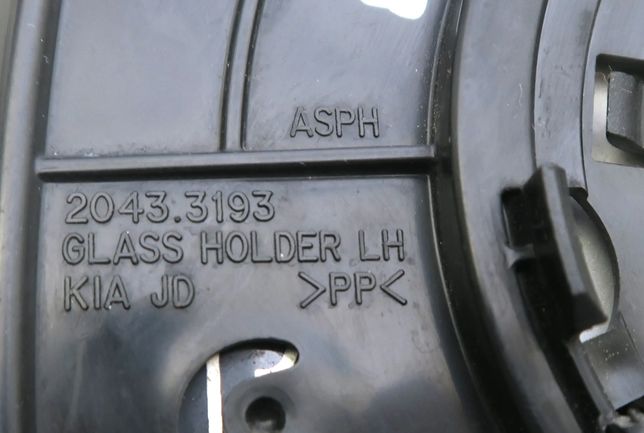 ASPH
2043.3193
GLASS HOLDER LH
KIA JD >PP<